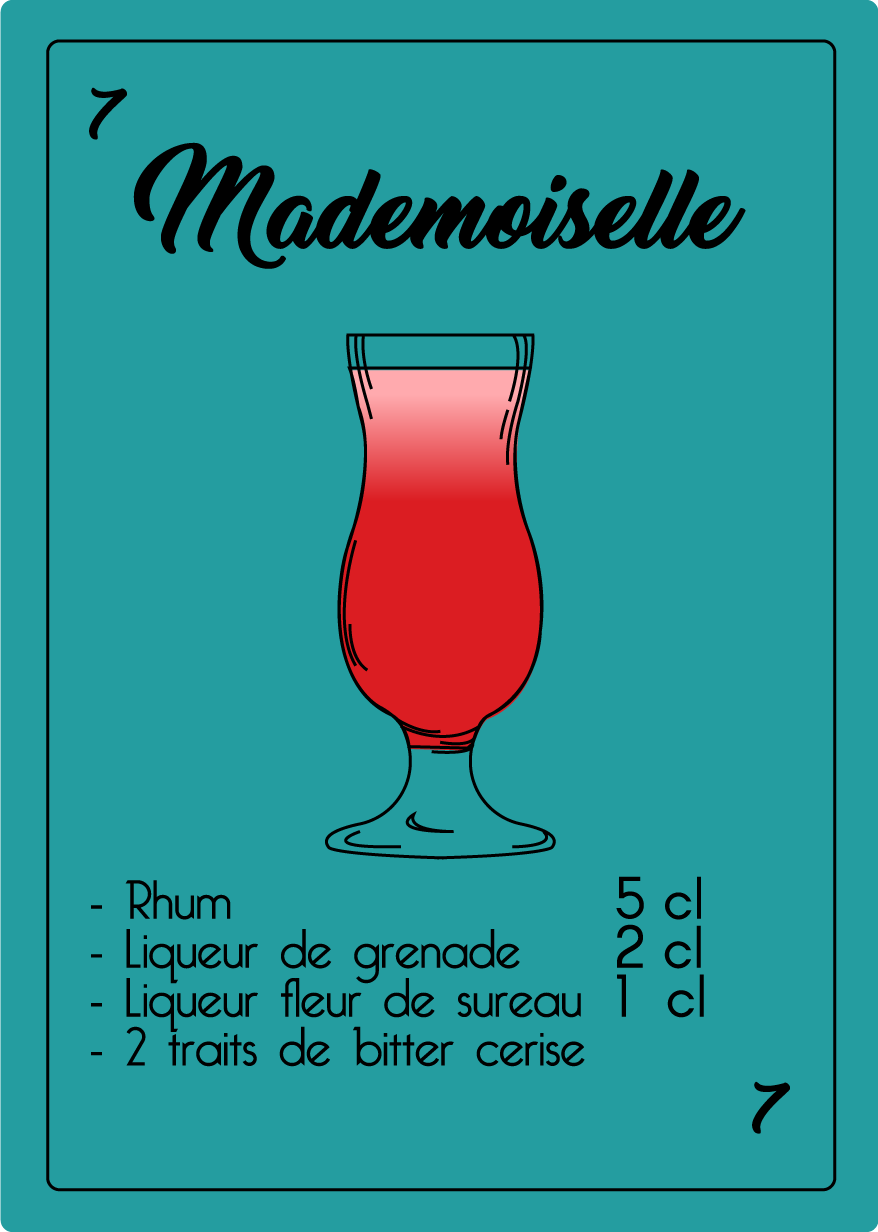 7
Mademoiselle
- Rhum 5 cl
- Liqueur de grenade 2 cl
- Liqueur fleur de sureau 1 cl
- 2 traits de bitter cerise
7